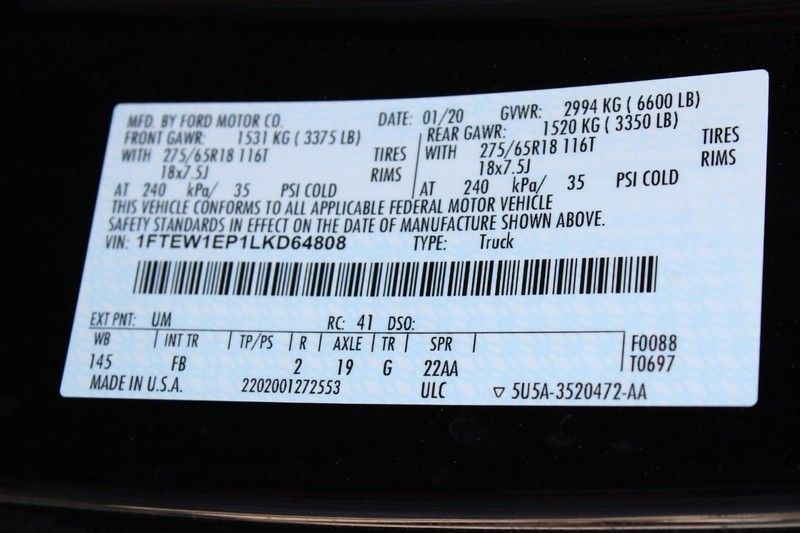 MFD. BY FORD MOTOR CO. DATE: 01/20 GVWR: 2994 KG ( 6600 LB)
FRONT GAWR: 1531 KG ( 3375 LB) REAR GAWR: 1520 KG ( 3350 LB)
WITH 275/65R18 116T TIRES WITH 275/65R18 116T TIRES
18x7.5J RIMS 18x7.5J RIMS
AT 240 kPa/ 35 PSI COLD AT 240 kPa/ 35 PSI COLD
THIS VEHICLE CONFORMS TO ALL APPLICABLE FEDERAL MOTOR VEHICLE
SAFETY STANDARDS IN EFFECT ON THE DATE OF MANUFACTURE SHOWN ABOVE.
VIN: 1FTEW1EP1LKD64808 TYPE: Truck
EXT PNT: UM RC: 41 DSO:
WB | INT TR | TP/PS | R | AXLE | TR | SPR | F0088
145 FB 2 19 G 22AA T0697
MADE IN U.S.A. 2202001272553 ULC ▽ 5U5A-3520472-AA